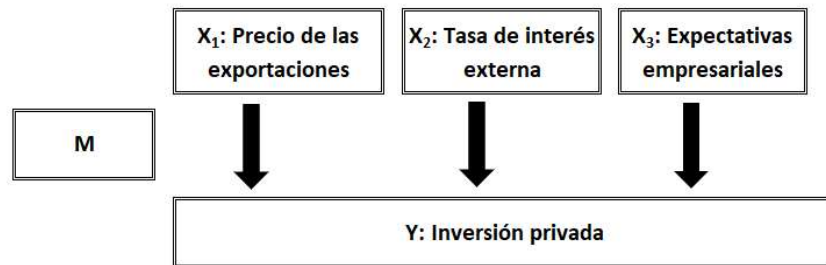 X₁: Precio de las
exportaciones
X₂: Tasa de interés
externa
X₃: Expectativas
empresariales
M
Y: Inversión privada